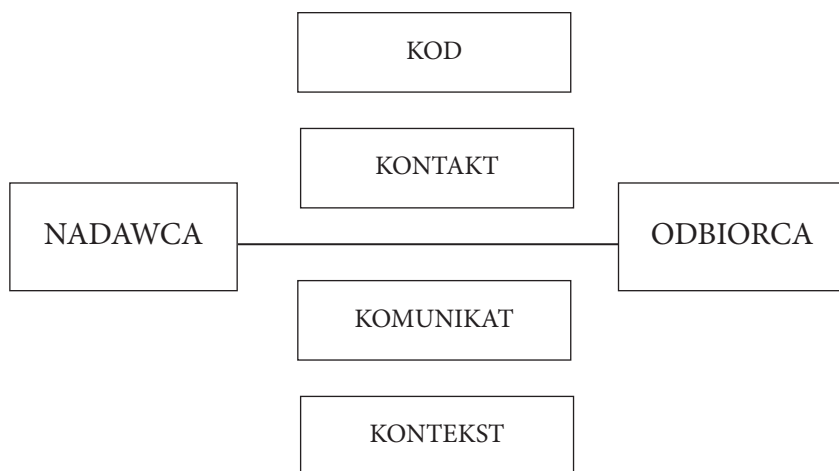 KOD
KONTAKT
NADAWCA
ODBIORCA
KOMUNIKAT
KONTEKST